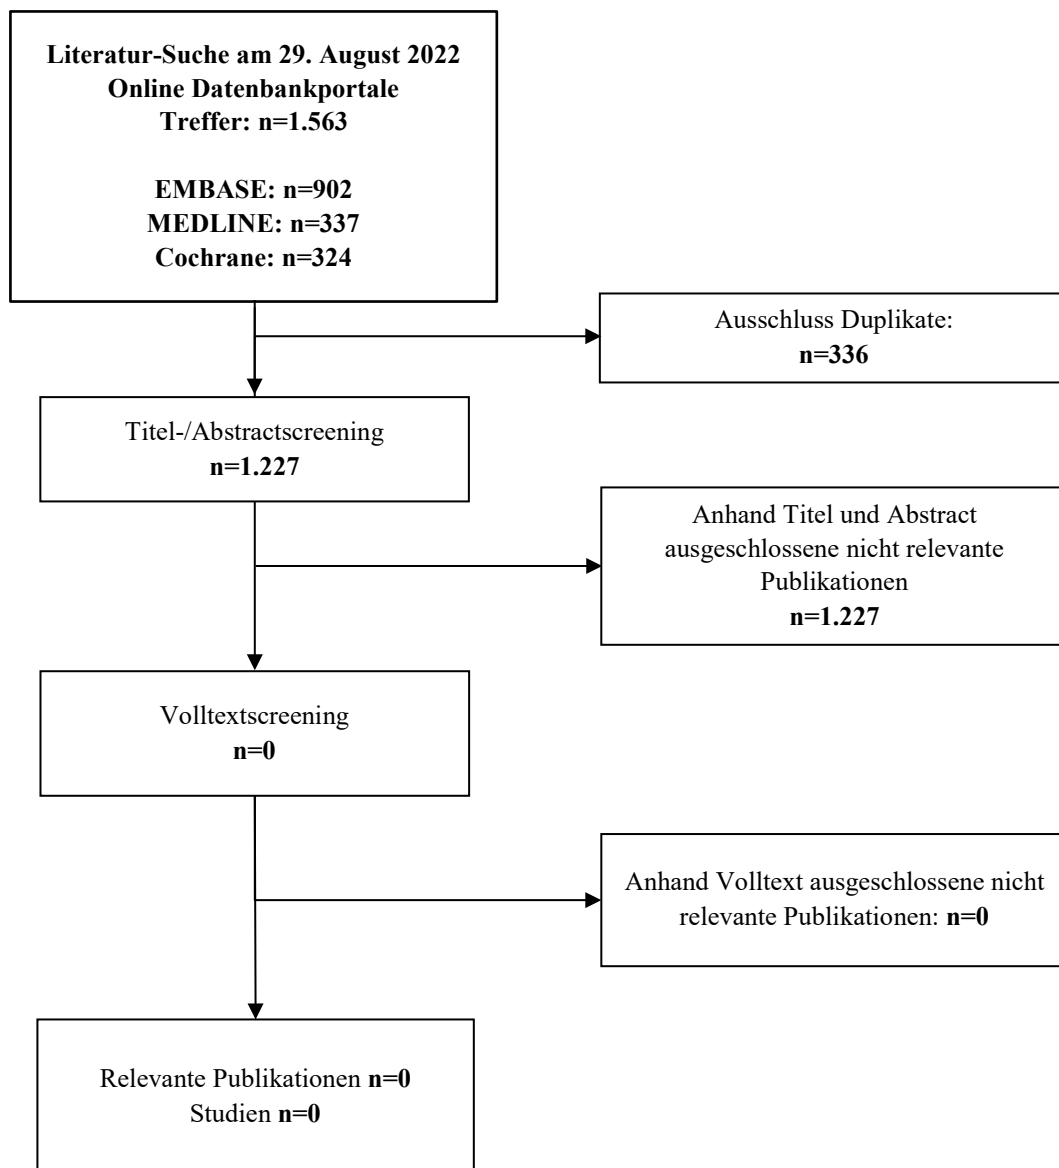 Literatur-Suche am 29. August 2022
Online Datenbankportale
Treffer: n=1.563
EMBASE: n=902
MEDLINE: n=337
Cochrane: n=324
Ausschluss Duplikate:
n=336
Titel-/Abstractscreening
n=1.227
Anhand Titel und Abstract
ausgeschlossene nicht relevante
Publikationen
n=1.227
Volltextscreening
n=0
Anhand Volltext ausgeschlossene nicht
relevante Publikationen: n=0
Relevante Publikationen n=0
Studien n=0